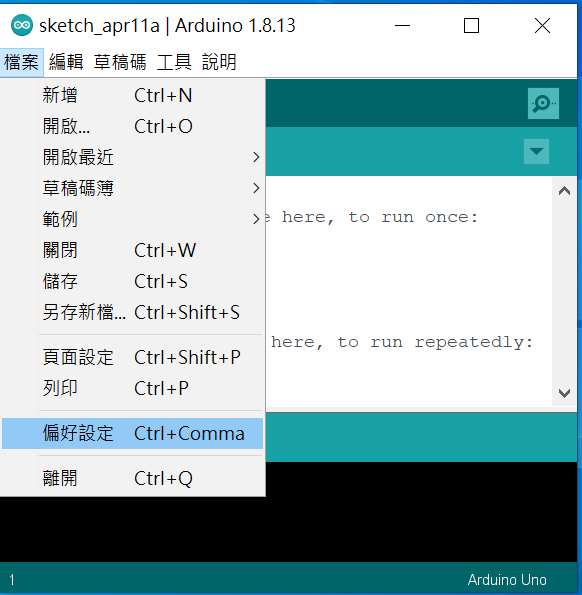 sketch_apr11a | Arduino 1.8.13
檔案 編輯 草稿碼 工具 說明
新增 Ctrl+N
開啟... Ctrl+O
開啟最近
草稿碼簿
範例
here, to run once:
關閉 Ctrl+W
儲存 Ctrl+S
另存新檔... Ctrl+Shift+S
here, to run repeatedly:
頁面設定 Ctrl+Shift+P
列印 Ctrl+P
偏好設定 Ctrl+Comma
離開 Ctrl+Q
1 Arduino Uno